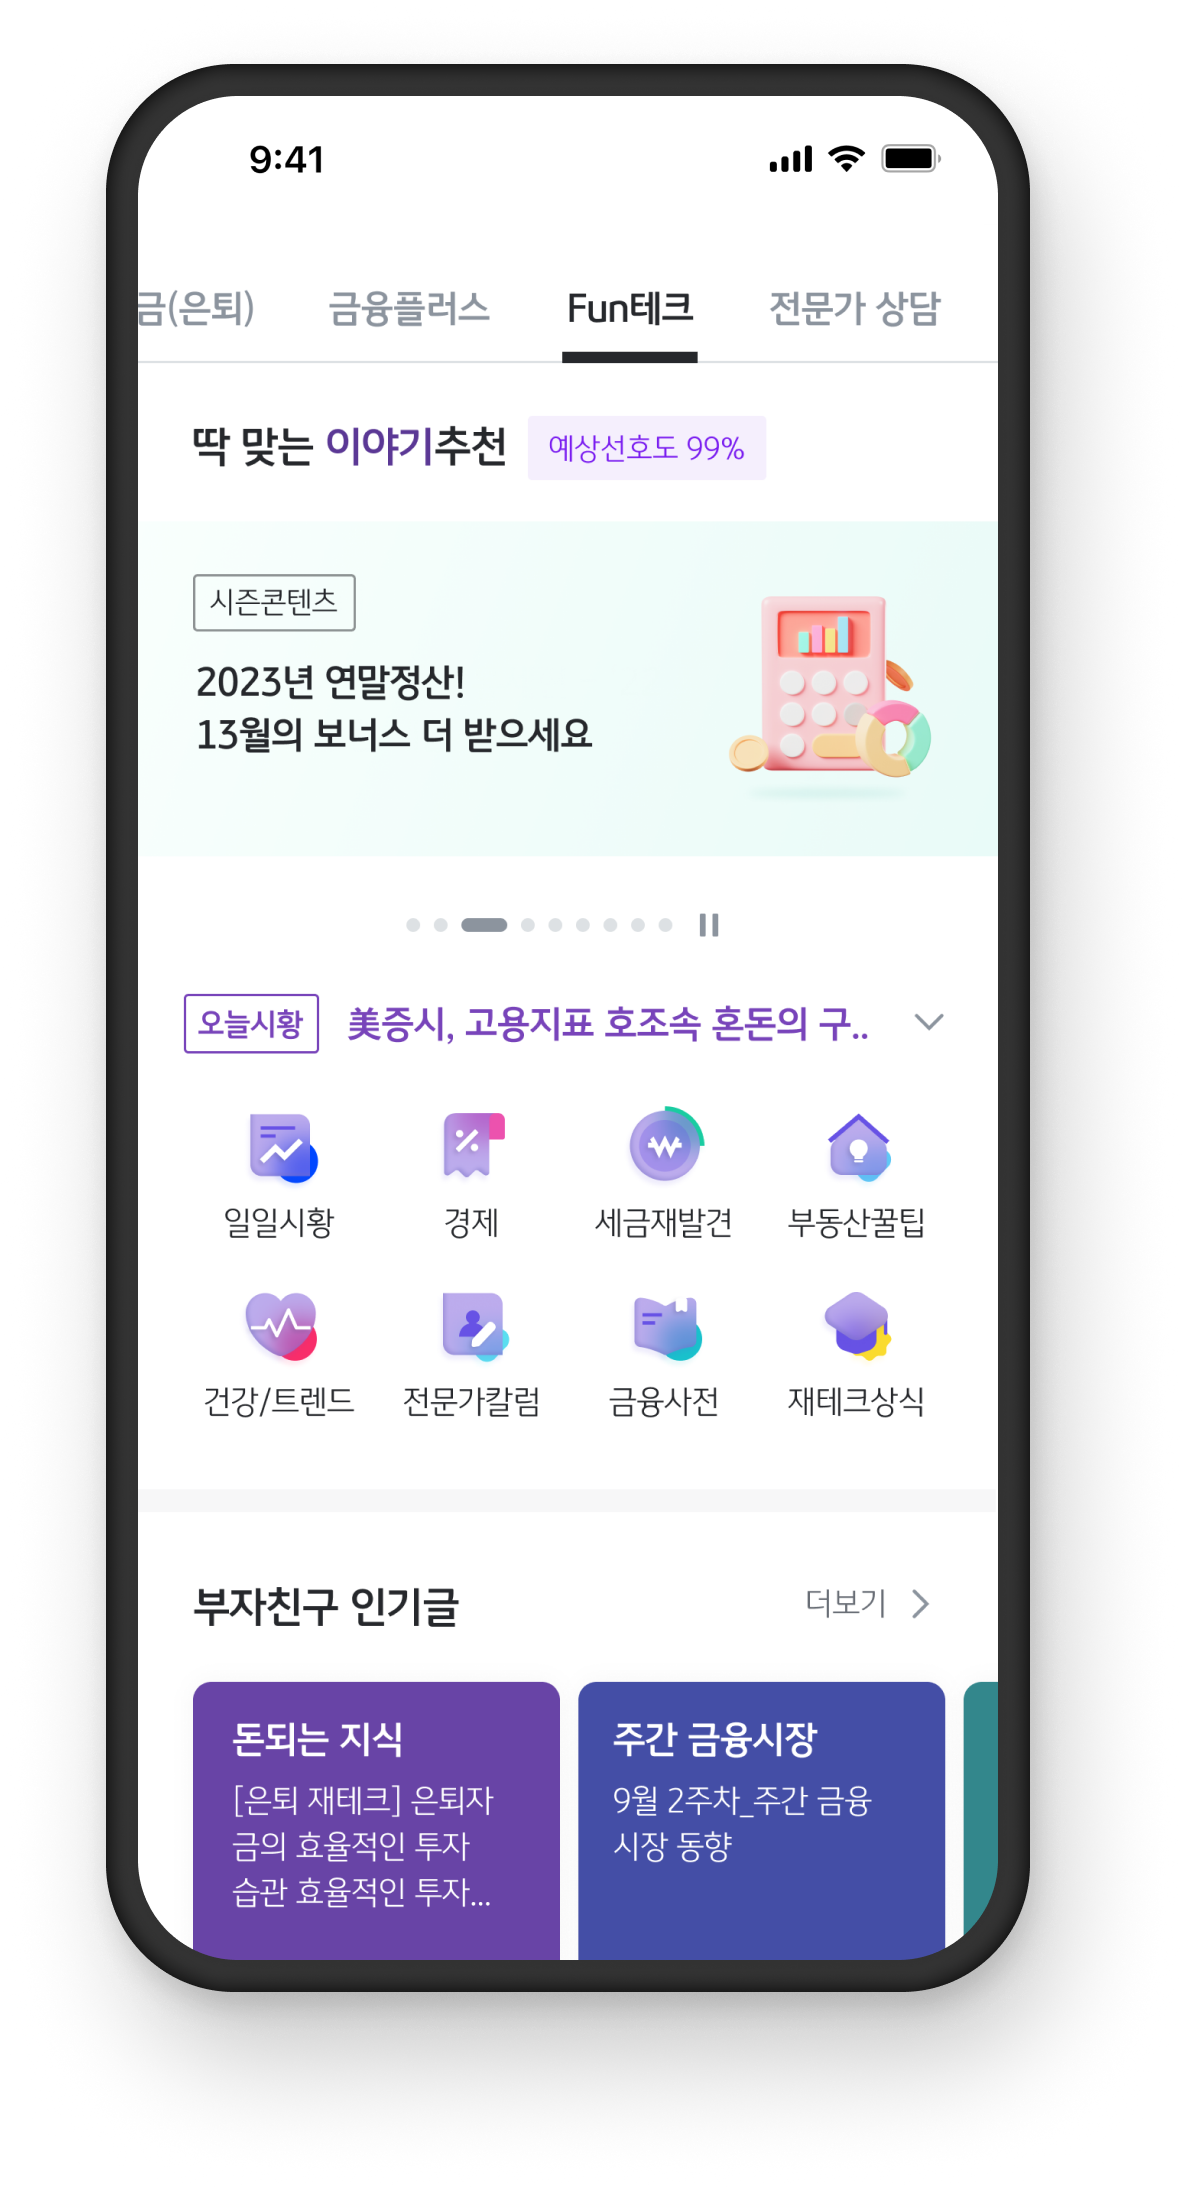 9:41
금(은퇴) 금융플러스 Fun테크 전문가 상담
딱 맞는 이야기추천 예상선호도 99%
시즌콘텐츠
2023년 연말정산!
13월의 보너스 더 받으세요
오늘시황 美증시, 고용지표 호조속 혼돈의 구..
일일시황 경제 세금재발견 부동산꿀팁
건강/트렌드 전문가칼럼 금융사전 재테크상식
부자친구 인기글 더보기
돈되는 지식
[은퇴 재테크] 은퇴자
금의 효율적인 투자
습관 효율적인 투자...
주간 금융시장
9월 2주차_주간 금융
시장 동향